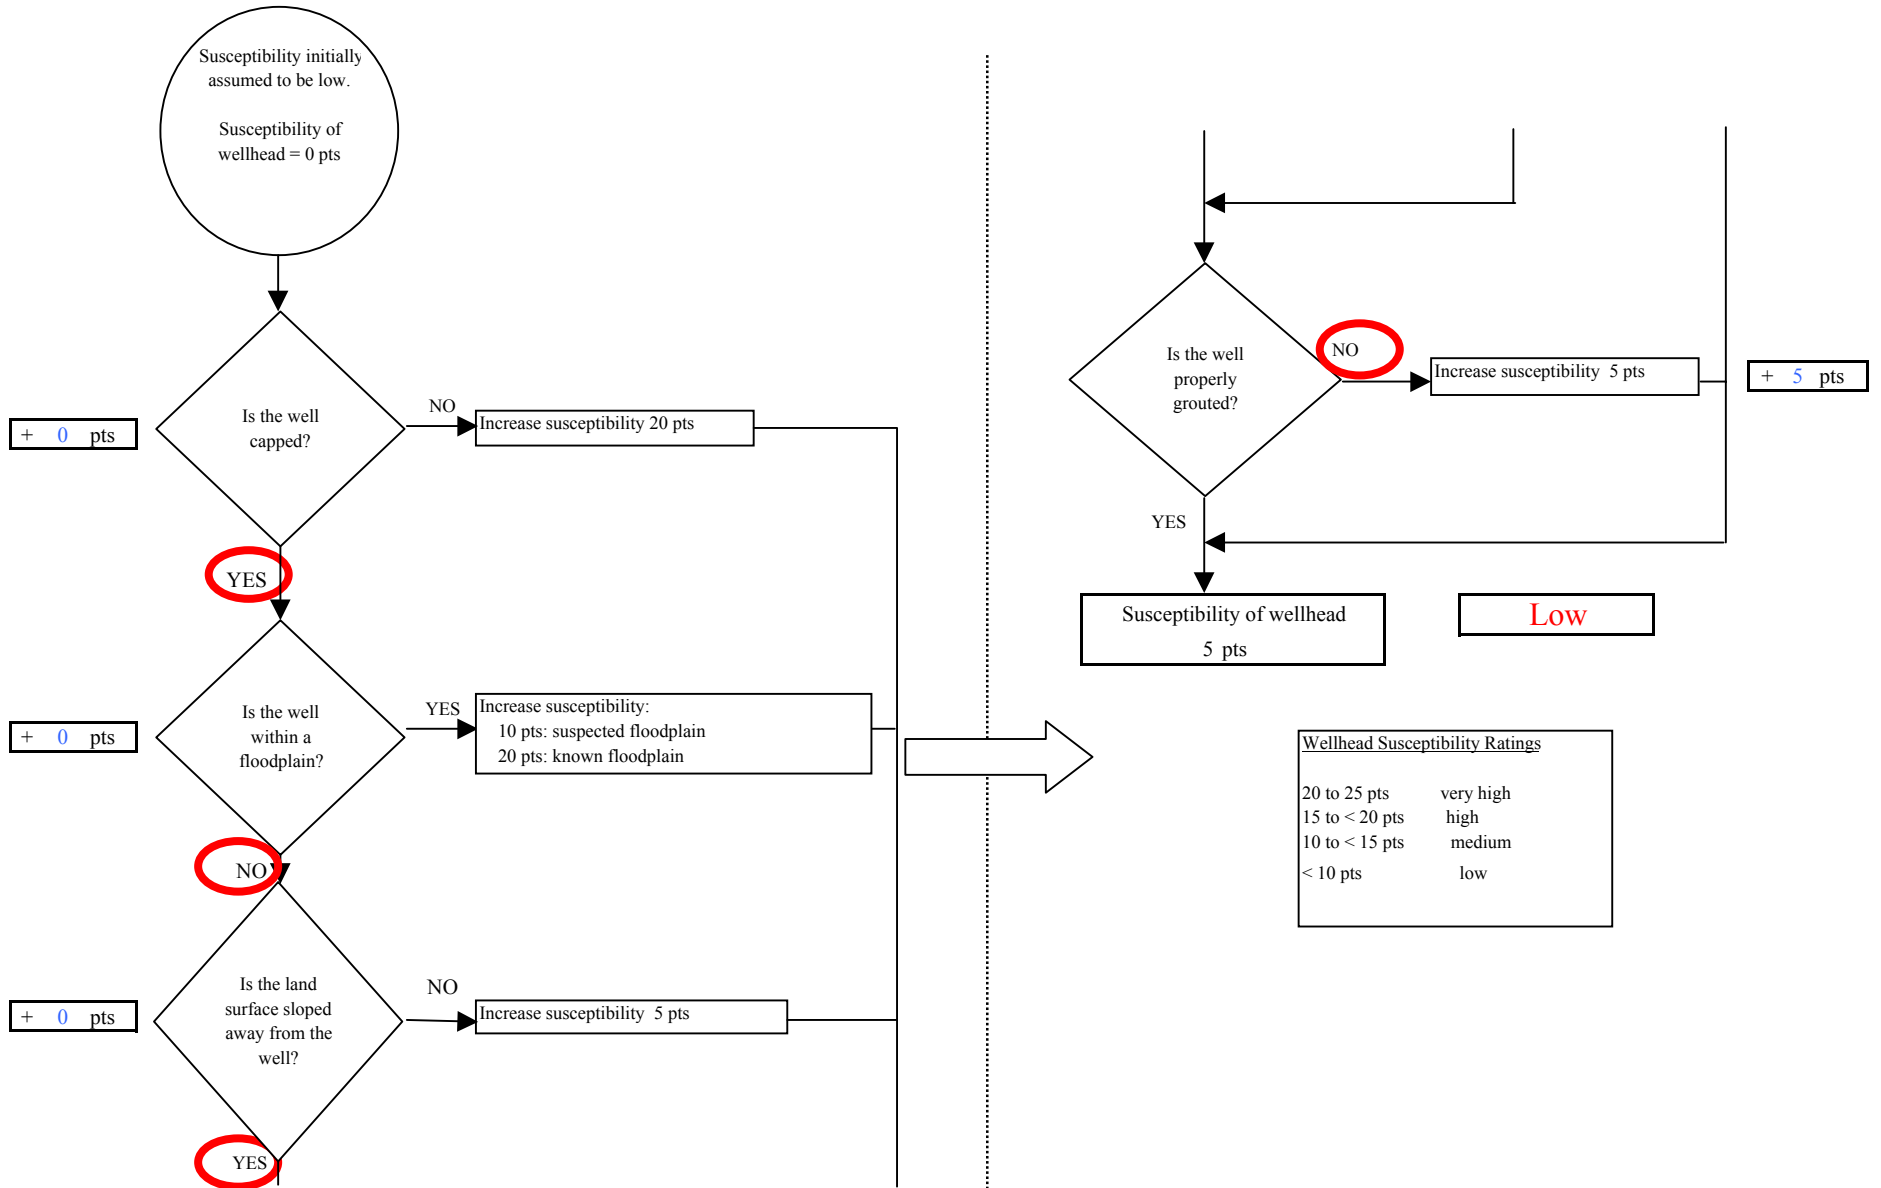 Susceptibility initially
assumed to be low.
Susceptibility of
wellhead = 0 pts
Is the well
capped?
NO
Increase susceptibility 20 pts
+ 0 pts
YES
Is the well
within a
floodplain?
YES
Increase susceptibility:
10 pts: suspected floodplain
20 pts: known floodplain
+ 0 pts
NO
Is the land
surface sloped
away from the
well?
NO
Increase susceptibility 5 pts
+ 0 pts
YES
Is the well
properly
grouted?
NO
Increase susceptibility 5 pts
+ 5 pts
YES
Susceptibility of wellhead
5 pts
Low
Wellhead Susceptibility Ratings
20 to 25 pts very high
15 to < 20 pts high
10 to < 15 pts medium
< 10 pts low